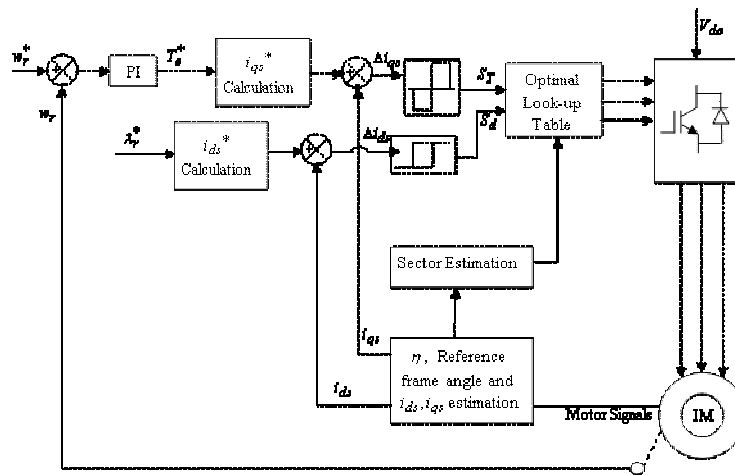 w_r^*
PI
T_e^*
i_qs^*
Calculation
Δi_qs
S_T
Optimal
Look-up
Table
V_dc
w_r
λ_r^*
i_ds^*
Calculation
Δi_ds
S_d
Sector Estimation
i_qs
i_ds
η, Reference
frame angle and
i_ds, i_qs estimation
Motor Signals
IM